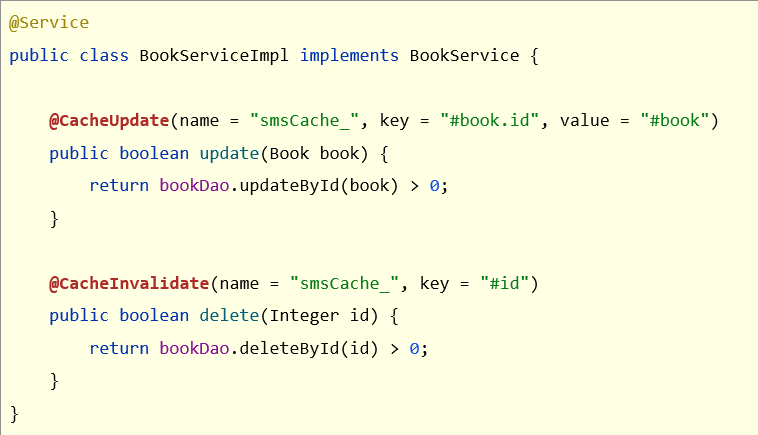 @Service
public class BookServiceImpl implements BookService {
@CacheUpdate(name = "smsCache_", key = "#book.id", value = "#book")
public boolean update(Book book) {
return bookDao.updateById(book) > 0;
}
@CacheInvalidate(name = "smsCache_", key = "#id")
public boolean delete(Integer id) {
return bookDao.deleteById(id) > 0;
}
}